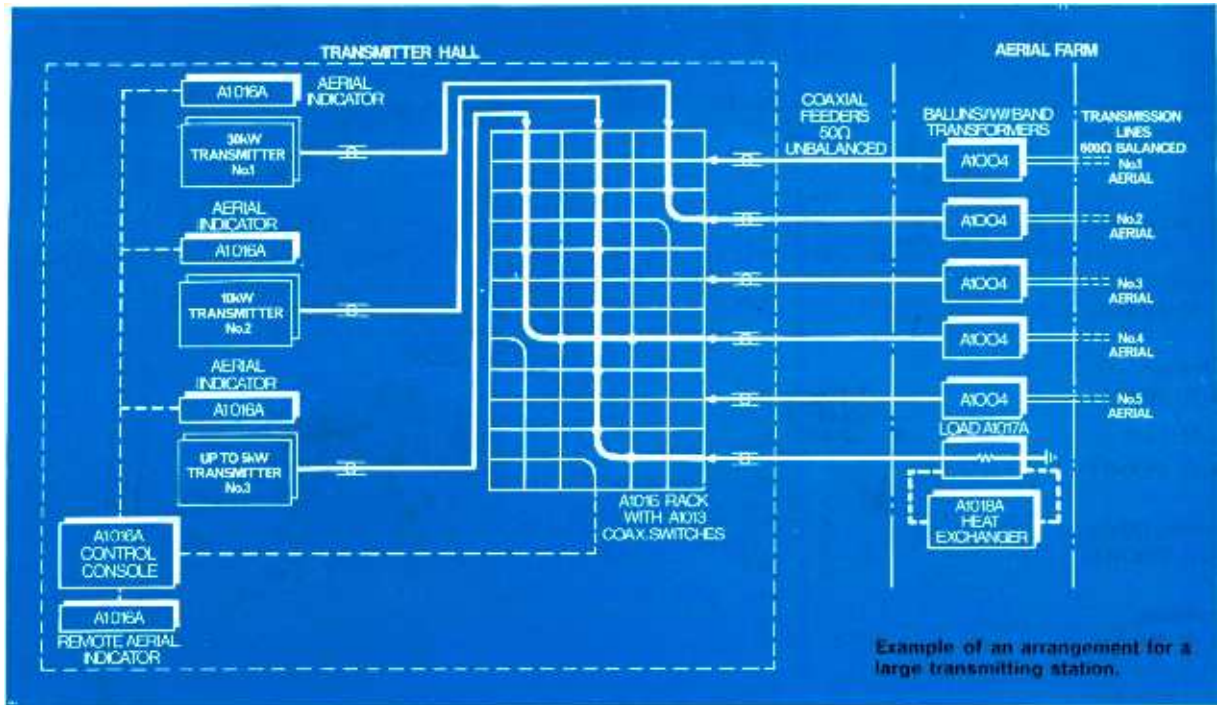 TRANSMITTER HALL
AERIAL FARM
A1016A
AERIAL
INDICATOR
30kW
TRANSMITTER
No.1
AERIAL
INDICATOR
A1016A
10kW
TRANSMITTER
No.2
AERIAL
INDICATOR
A1016A
UP TO 5kW
TRANSMITTER
No.3
A1016A
CONTROL
CONSOLE
A1016A
REMOTE AERIAL
INDICATOR
A1015 RACK
WITH A1013
COAX.SWITCHES
COAXIAL
FEEDERS
50Ω
UNBALANCED
BALUNS/W/BAND
TRANSFORMERS
A1004
A1004
A1004
A1004
A1004
LOAD A1017A
A1018A
HEAT
EXCHANGER
TRANSMISSION
LINES
600Ω BALANCED
No.1
AERIAL
No.2
AERIAL
No.3
AERIAL
No.4
AERIAL
No.5
AERIAL
Example of an arrangement for a
large transmitting station.